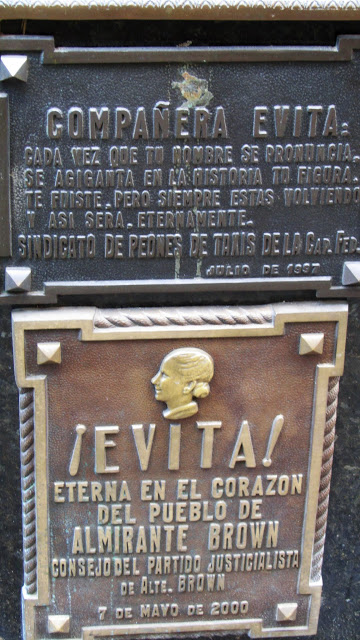 COMPAÑERA EVITA:
CADA VEZ QUE TU NOMBRE SE PRONUNCIA.
SE AGIGANTA EN LA HISTORIA TU FIGURA.
TE FUISTE. PERO SIEMPRE ESTAS VOLVIENDO
Y ASI SERA. ETERNAMENTE.
SINDICATO DE PEONES DE TAXIS DE LA CAP. FED.
JULIO DE 1997
¡EVITA!
ETERNA EN EL CORAZON
DEL PUEBLO DE
ALMIRANTE BROWN
CONSEJO DEL PARTIDO JUSTICIALISTA
DE ALTE. BROWN
7 DE MAYO DE 2000